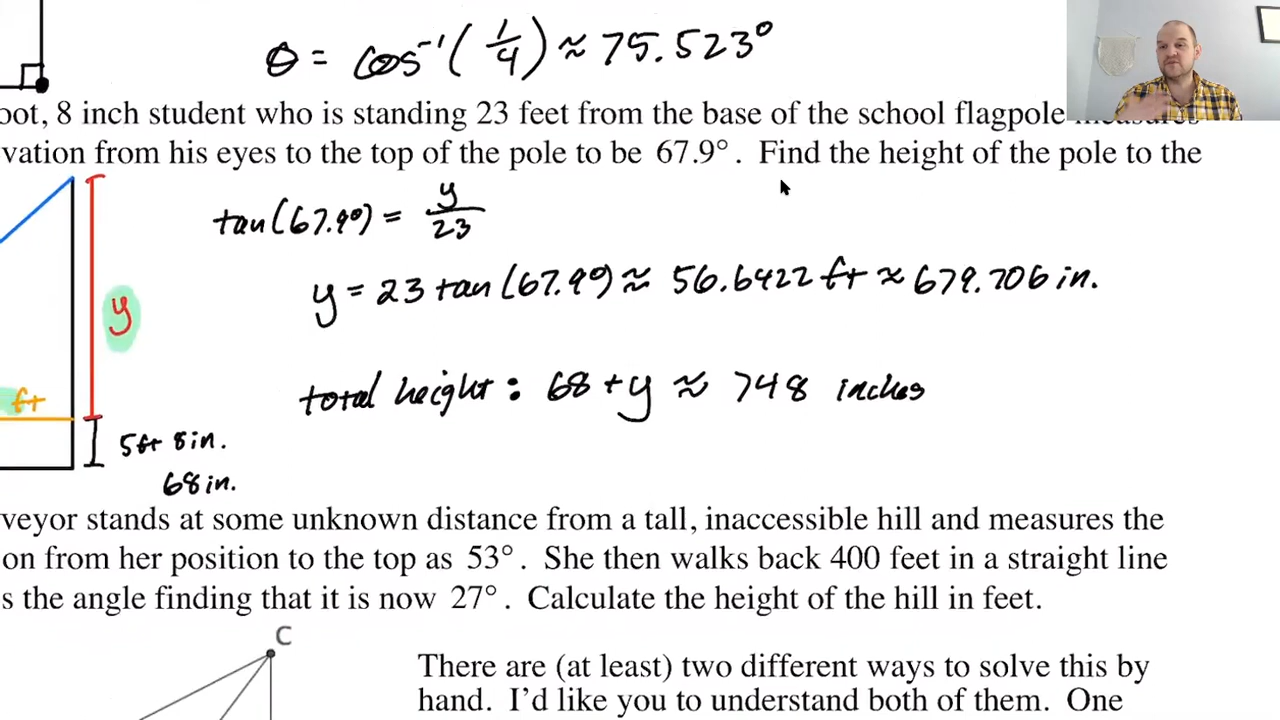 θ = cos⁻¹(1/4) ≈ 75.523°
oot, 8 inch student who is standing 23 feet from the base of the school flagpole measures
vation from his eyes to the top of the pole to be 67.9°. Find the height of the pole to the
tan(67.9°) = y/23
y = 23 tan(67.9°) ≈ 56.6422 ft ≈ 679.706 in.
y
total height: 68 + y ≈ 748 inches
ft
5ft 8in.
68 in.
veyor stands at some unknown distance from a tall, inaccessible hill and measures the
on from her position to the top as 53°. She then walks back 400 feet in a straight line
s the angle finding that it is now 27°. Calculate the height of the hill in feet.
C
There are (at least) two different ways to solve this by
hand. I'd like you to understand both of them. One